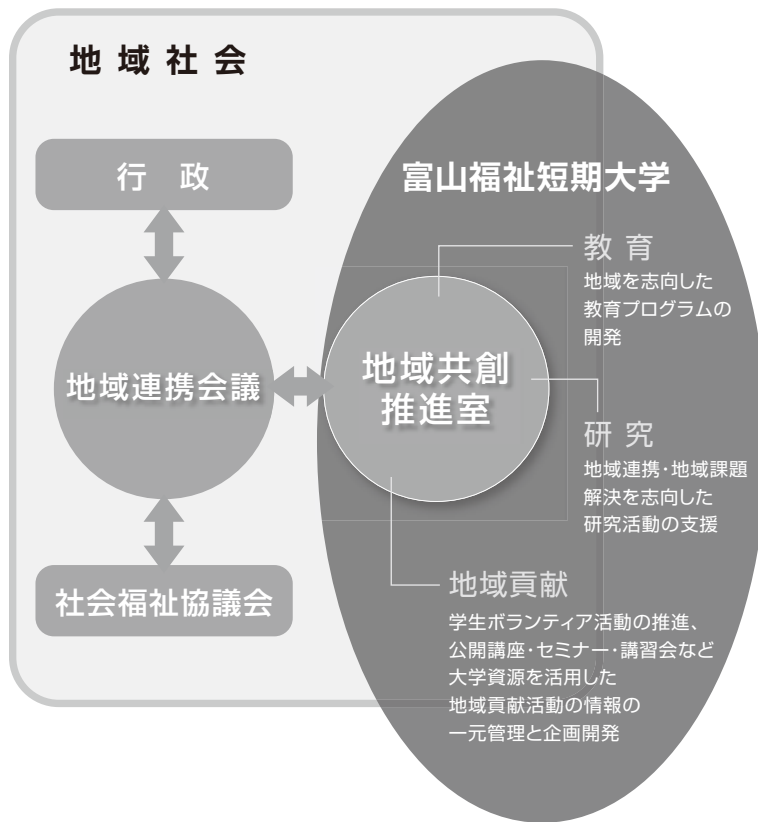 地域社会
行 政
地域連携会議
社会福祉協議会
富山福祉短期大学
地域共創
推進室
教 育
地域を志向した
教育プログラムの
開発
研 究
地域連携・地域課題
解決を志向した
研究活動の支援
地域貢献
学生ボランティア活動の推進、
公開講座・セミナー・講習会など
大学資源を活用した
地域貢献活動の情報の
一元管理と企画開発